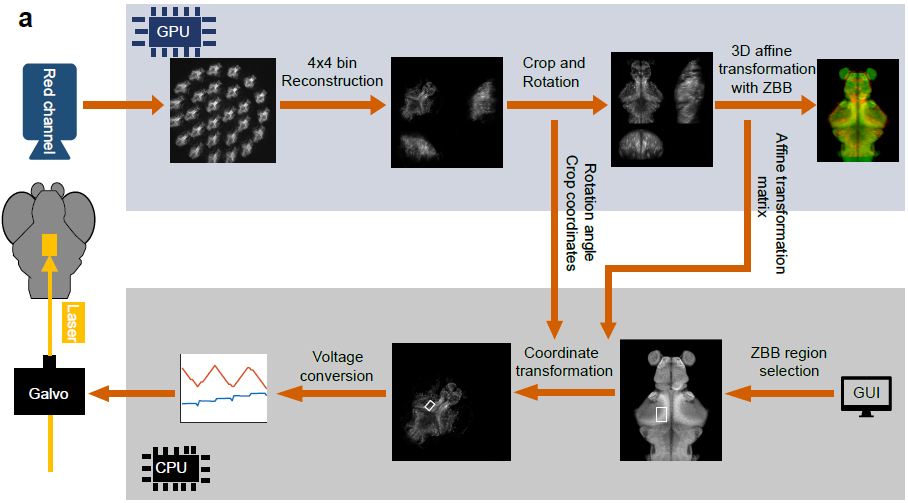 a
GPU
Red channel
4x4 bin
Reconstruction
Crop and
Rotation
3D affine
transformation
with ZBB
Rotation angle
Crop coordinates
Affine transformation
matrix
Laser
Galvo
Voltage
conversion
Coordinate
transformation
ZBB region
selection
GUI
CPU